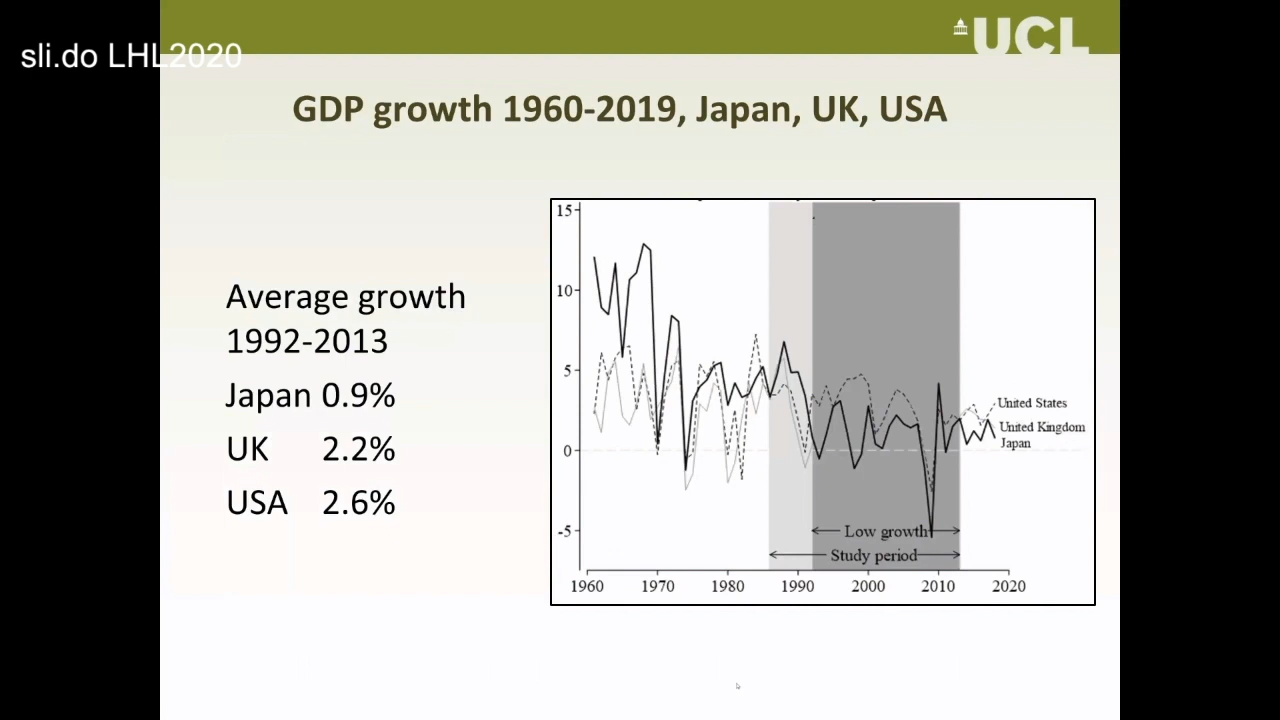 UCL
sli.do LHL2020
GDP growth 1960-2019, Japan, UK, USA
Average growth
1992-2013
Japan 0.9%
UK 2.2%
USA 2.6%
15
10
5
0
-5
United States
United Kingdom
Japan
Low growth
Study period
1960 1970 1980 1990 2000 2010 2020